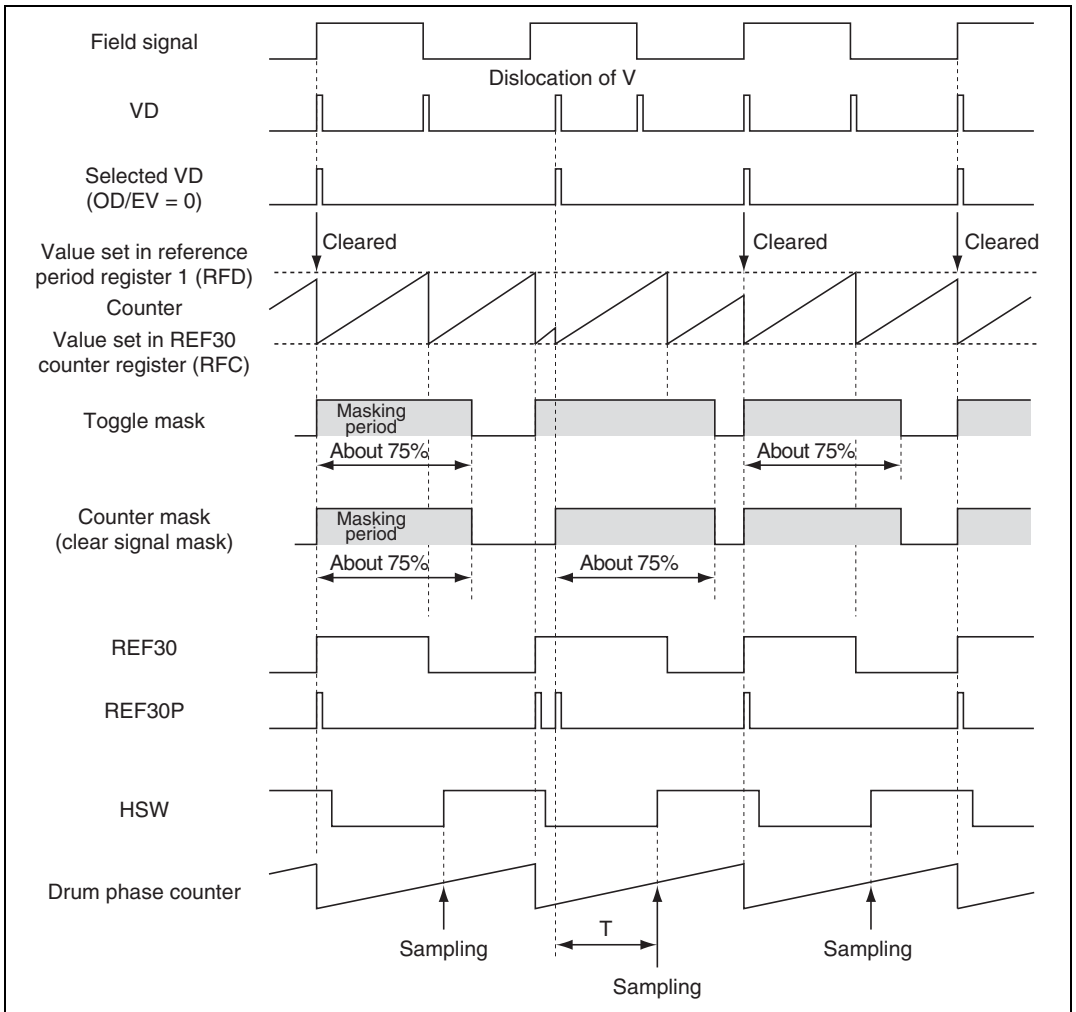 Field signal
Dislocation of V
VD
Selected VD
(OD/EV = 0)
Cleared
Cleared
Cleared
Value set in reference
period register 1 (RFD)
Counter
Value set in REF30
counter register (RFC)
Toggle mask
Masking
period
About 75%
About 75%
Counter mask
(clear signal mask)
Masking
period
About 75%
About 75%
REF30
REF30P
HSW
Drum phase counter
T
Sampling
Sampling
Sampling